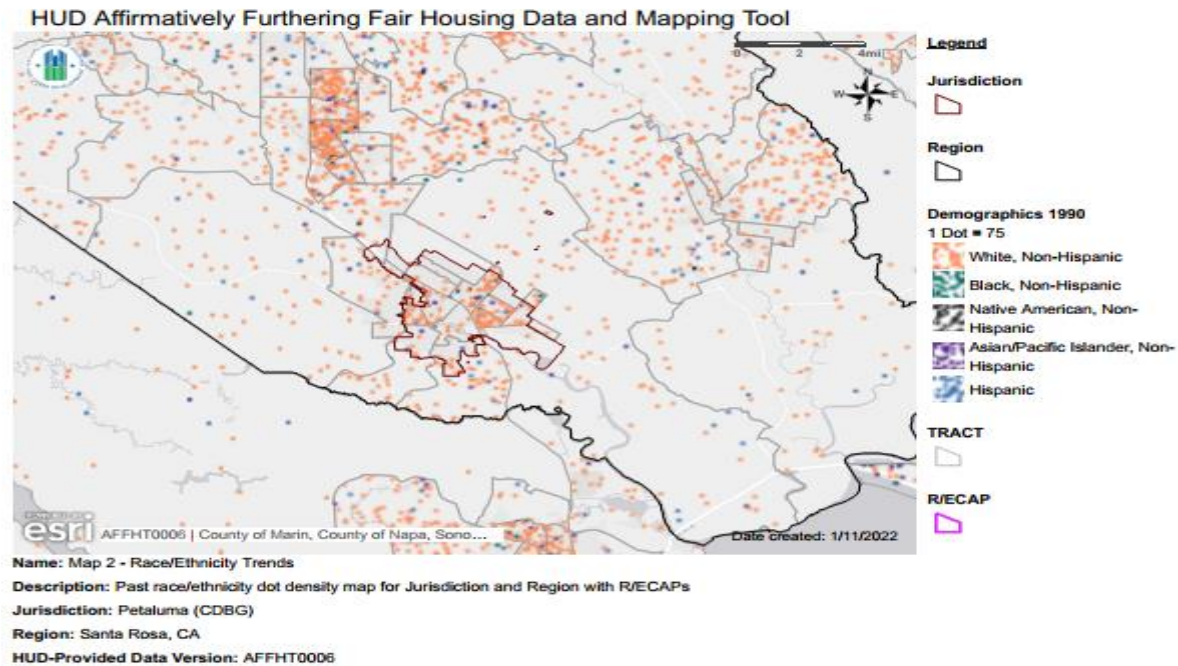 HUD Affirmatively Furthering Fair Housing Data and Mapping Tool
0 2 4mi
N
W E
S
Legend
Jurisdiction
Region
Demographics 1990
1 Dot = 75
White, Non-Hispanic
Black, Non-Hispanic
Native American, Non-
Hispanic
Asian/Pacific Islander, Non-
Hispanic
Hispanic
TRACT
R/ECAP
esri AFFHT0006 | County of Marin, County of Napa, Sono...
Date created: 1/11/2022
Name: Map 2 - Race/Ethnicity Trends
Description: Past race/ethnicity dot density map for Jurisdiction and Region with R/ECAPs
Jurisdiction: Petaluma (CDBG)
Region: Santa Rosa, CA
HUD-Provided Data Version: AFFHT0006